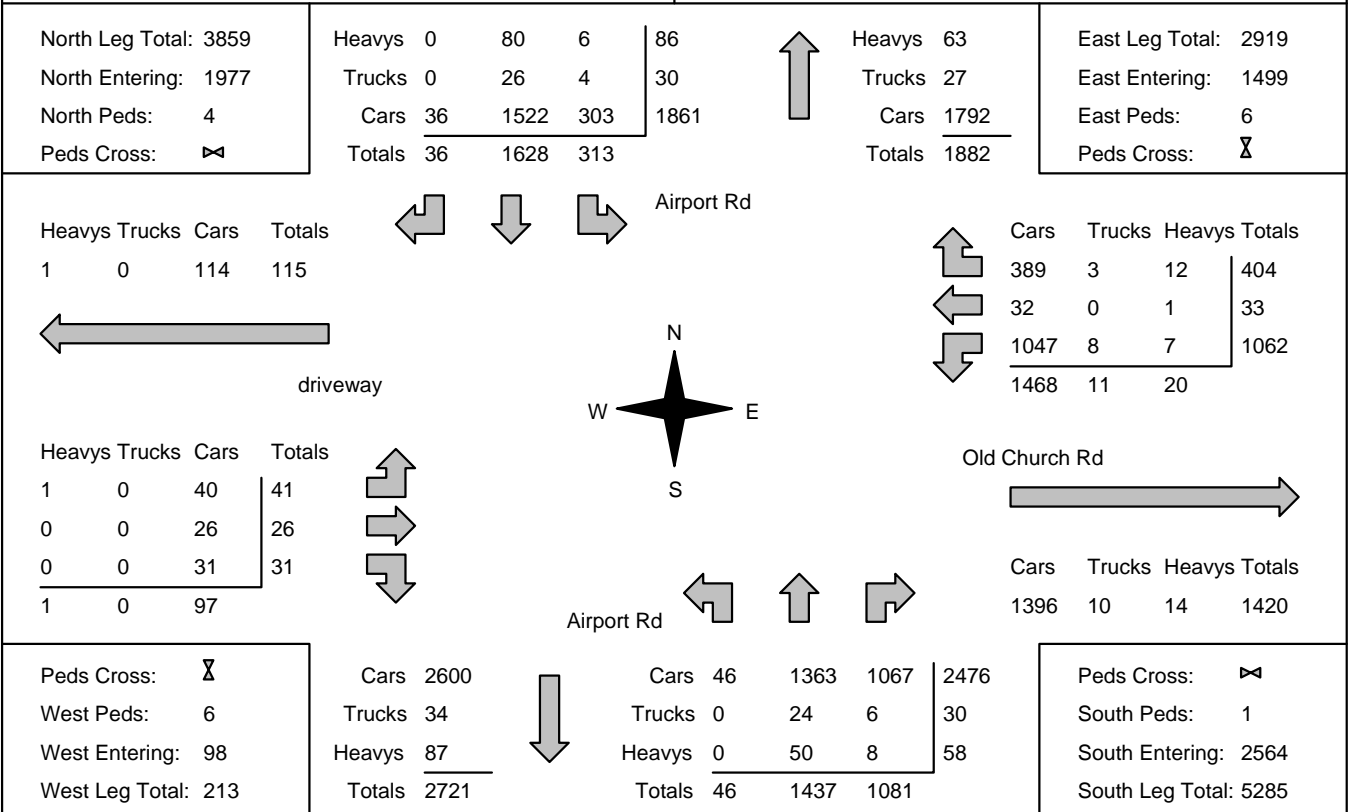 North Leg Total: 3859
North Entering: 1977
North Peds: 4
Peds Cross:
Heavys 0 80 6 86
Trucks 0 26 4 30
Cars 36 1522 303 1861
Totals 36 1628 313
Heavys 63
Trucks 27
Cars 1792
Totals 1882
East Leg Total: 2919
East Entering: 1499
East Peds: 6
Peds Cross:
Airport Rd
Heavys Trucks Cars Totals
1 0 114 115
Cars Trucks Heavys Totals
389 3 12 404
32 0 1 33
1047 8 7 1062
1468 11 20
driveway
N
W E
S
Heavys Trucks Cars Totals
1 0 40 41
0 0 26 26
0 0 31 31
1 0 97
Old Church Rd
Cars Trucks Heavys Totals
1396 10 14 1420
Airport Rd
Peds Cross:
West Peds: 6
West Entering: 98
West Leg Total: 213
Cars 2600
Trucks 34
Heavys 87
Totals 2721
Cars 46 1363 1067 2476
Trucks 0 24 6 30
Heavys 0 50 8 58
Totals 46 1437 1081
Peds Cross:
South Peds: 1
South Entering: 2564
South Leg Total: 5285